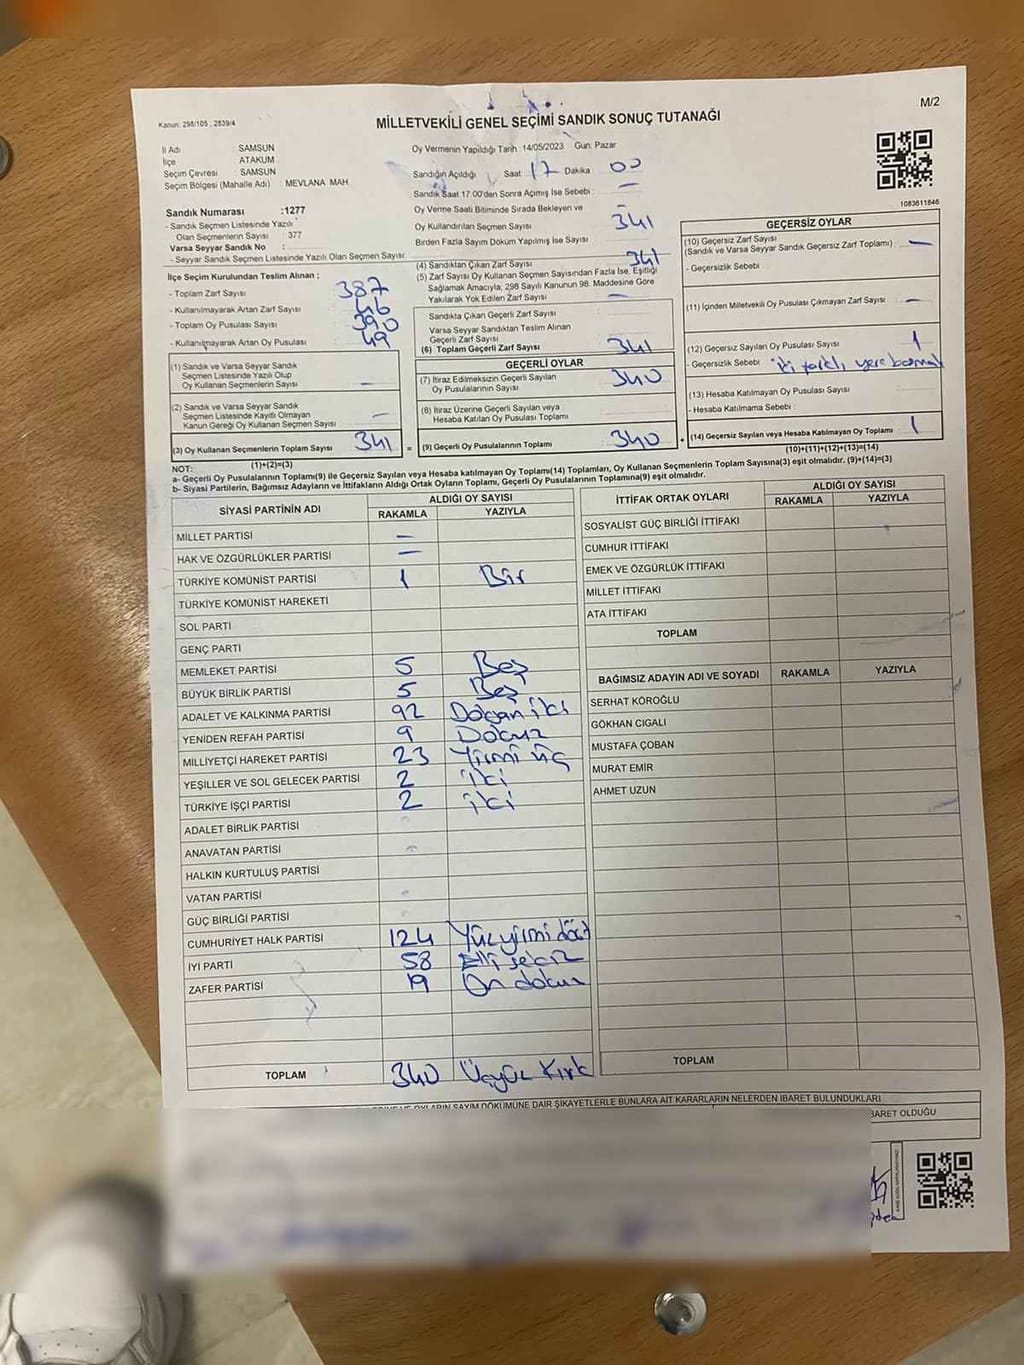 M/2
Kanun: 298/105 , 2839/4
MİLLETVEKİLİ GENEL SEÇİMİ SANDIK SONUÇ TUTANAĞI
İl Adı SAMSUN
İlçe ATAKUM
Seçim Çevresi : SAMSUN
Seçim Bölgesi (Mahalle Adı) : MEVLANA MAH.
Sandık Numarası :1277
- Sandık Seçmen Listesinde Yazılı
Olan Seçmenlerin Sayısı : 377
Varsa Seyyar Sandık No :
- Seyyar Sandık Seçmen Listesinde Yazılı Olan Seçmen Sayısı:
Oy Vermenin Yapıldığı Tarih :14/05/2023 Gün: Pazar
Sandığın Açıldığı Saat 17 Dakika 00
Sandık Saat 17:00'den Sonra Açılmış İse Sebebi : —
Oy Verme Saati Bitiminde Sırada Bekleyen ve
Oy Kullandırılan Seçmen Sayısı 341
Birden Fazla Sayım Döküm Yapılmış İse Sayısı
1083611846
İlçe Seçim Kurulundan Teslim Alınan ;
- Toplam Zarf Sayısı 387
- Kullanılmayarak Artan Zarf Sayısı 46
- Toplam Oy Pusulası Sayısı 390
- Kullanılmayarak Artan Oy Pusulası 49
(1) Sandık ve Varsa Seyyar Sandık
Seçmen Listesinde Yazılı Olup
Oy Kullanan Seçmenlerin Sayısı —
(2) Sandık ve Varsa Seyyar Sandık
Seçmen Listesinde Kayıtlı Olmayan
Kanun Gereği Oy Kullanan Seçmen Sayısı —
(3) Oy Kullanan Seçmenlerin Toplam Sayısı 341
(1)+(2)=(3)
(4) Sandıktan Çıkan Zarf Sayısı 341
(5) Zarf Sayısı Oy Kullanan Seçmen Sayısından Fazla İse, Eşitliği
Sağlamak Amacıyla, 298 Sayılı Kanunun 98. Maddesine Göre
Yakılarak Yok Edilen Zarf Sayısı —
Sandıkta Çıkan Geçerli Zarf Sayısı
Varsa Seyyar Sandıktan Teslim Alınan
Geçerli Zarf Sayısı
(6) Toplam Geçerli Zarf Sayısı 341
GEÇERLİ OYLAR
(7) İtiraz Edilmeksizin Geçerli Sayılan
Oy Pusulalarının Sayısı 340
(8) İtiraz Üzerine Geçerli Sayılan veya
Hesaba Katılan Oy Pusulası Toplamı
= (9) Geçerli Oy Pusulalarının Toplamı 340
GEÇERSİZ OYLAR
(10) Geçersiz Zarf Sayısı
(Sandık ve Varsa Seyyar Sandık Geçersiz Zarf Toplamı) : —
- Geçersizlik Sebebi :
(11) İçinden Milletvekili Oy Pusulası Çıkmayan Zarf Sayısı : —
(12) Geçersiz Sayılan Oy Pusulası Sayısı 1
- Geçersizlik Sebebi : iki farklı yere basmak
(13) Hesaba Katılmayan Oy Pusulası Sayısı
- Hesaba Katılmama Sebebi :
+ (14) Geçersiz Sayılan veya Hesaba Katılmayan Oy Toplamı : 1
(10)+(11)+(12)+(13)=(14)
NOT:
a- Geçerli Oy Pusulalarının Toplamı(9) ile Geçersiz Sayılan veya Hesaba katılmayan Oy Toplamı(14) Toplamları, Oy Kullanan Seçmenlerin Toplam Sayısına(3) eşit olmalıdır. (9)+(14)=(3)
b- Siyasi Partilerin, Bağımsız Adayların ve İttifakların Aldığı Ortak Oyların Toplamı, Geçerli Oy Pusulalarının Toplamına(9) eşit olmalıdır.
SİYASİ PARTİNİN ADI ALDIĞI OY SAYISI
RAKAMLA YAZIYLA
MİLLET PARTİSİ —
HAK VE ÖZGÜRLÜKLER PARTİSİ —
TÜRKİYE KOMÜNİST PARTİSİ 1 Bir
TÜRKİYE KOMÜNİST HAREKETİ
SOL PARTİ
GENÇ PARTİ
MEMLEKET PARTİSİ 5 Beş
BÜYÜK BİRLİK PARTİSİ 5 Beş
ADALET VE KALKINMA PARTİSİ 92 Doksan iki
YENİDEN REFAH PARTİSİ 9 Dokuz
MİLLİYETÇİ HAREKET PARTİSİ 23 Yirmi üç
YEŞİLLER VE SOL GELECEK PARTİSİ 2 iki
TÜRKİYE İŞÇİ PARTİSİ 2 iki
ADALET BİRLİK PARTİSİ
ANAVATAN PARTİSİ
HALKIN KURTULUŞ PARTİSİ
VATAN PARTİSİ
GÜÇ BİRLİĞİ PARTİSİ
CUMHURİYET HALK PARTİSİ 124 Yüz yirmi dört
İYİ PARTİ 58 Elli sekiz
ZAFER PARTİSİ 19 On dokuz
TOPLAM 340 Üçyüz Kırk
İTTİFAK ORTAK OYLARI ALDIĞI OY SAYISI
RAKAMLA YAZIYLA
SOSYALİST GÜÇ BİRLİĞİ İTTİFAKI
CUMHUR İTTİFAKI
EMEK VE ÖZGÜRLÜK İTTİFAKI
MİLLET İTTİFAKI
ATA İTTİFAKI
TOPLAM
BAĞIMSIZ ADAYIN ADI VE SOYADI RAKAMLA YAZIYLA
SERHAT KÖROĞLU
GÖKHAN CIGALI
MUSTAFA ÇOBAN
MURAT EMİR
AHMET UZUN
TOPLAM
OYLARIN SAYIM DÖKÜMÜNE DAİR ŞİKAYETLERLE BUNLARA AİT KARARLARIN NELERDEN İBARET BULUNDUKLARI
BARET OLDUĞU